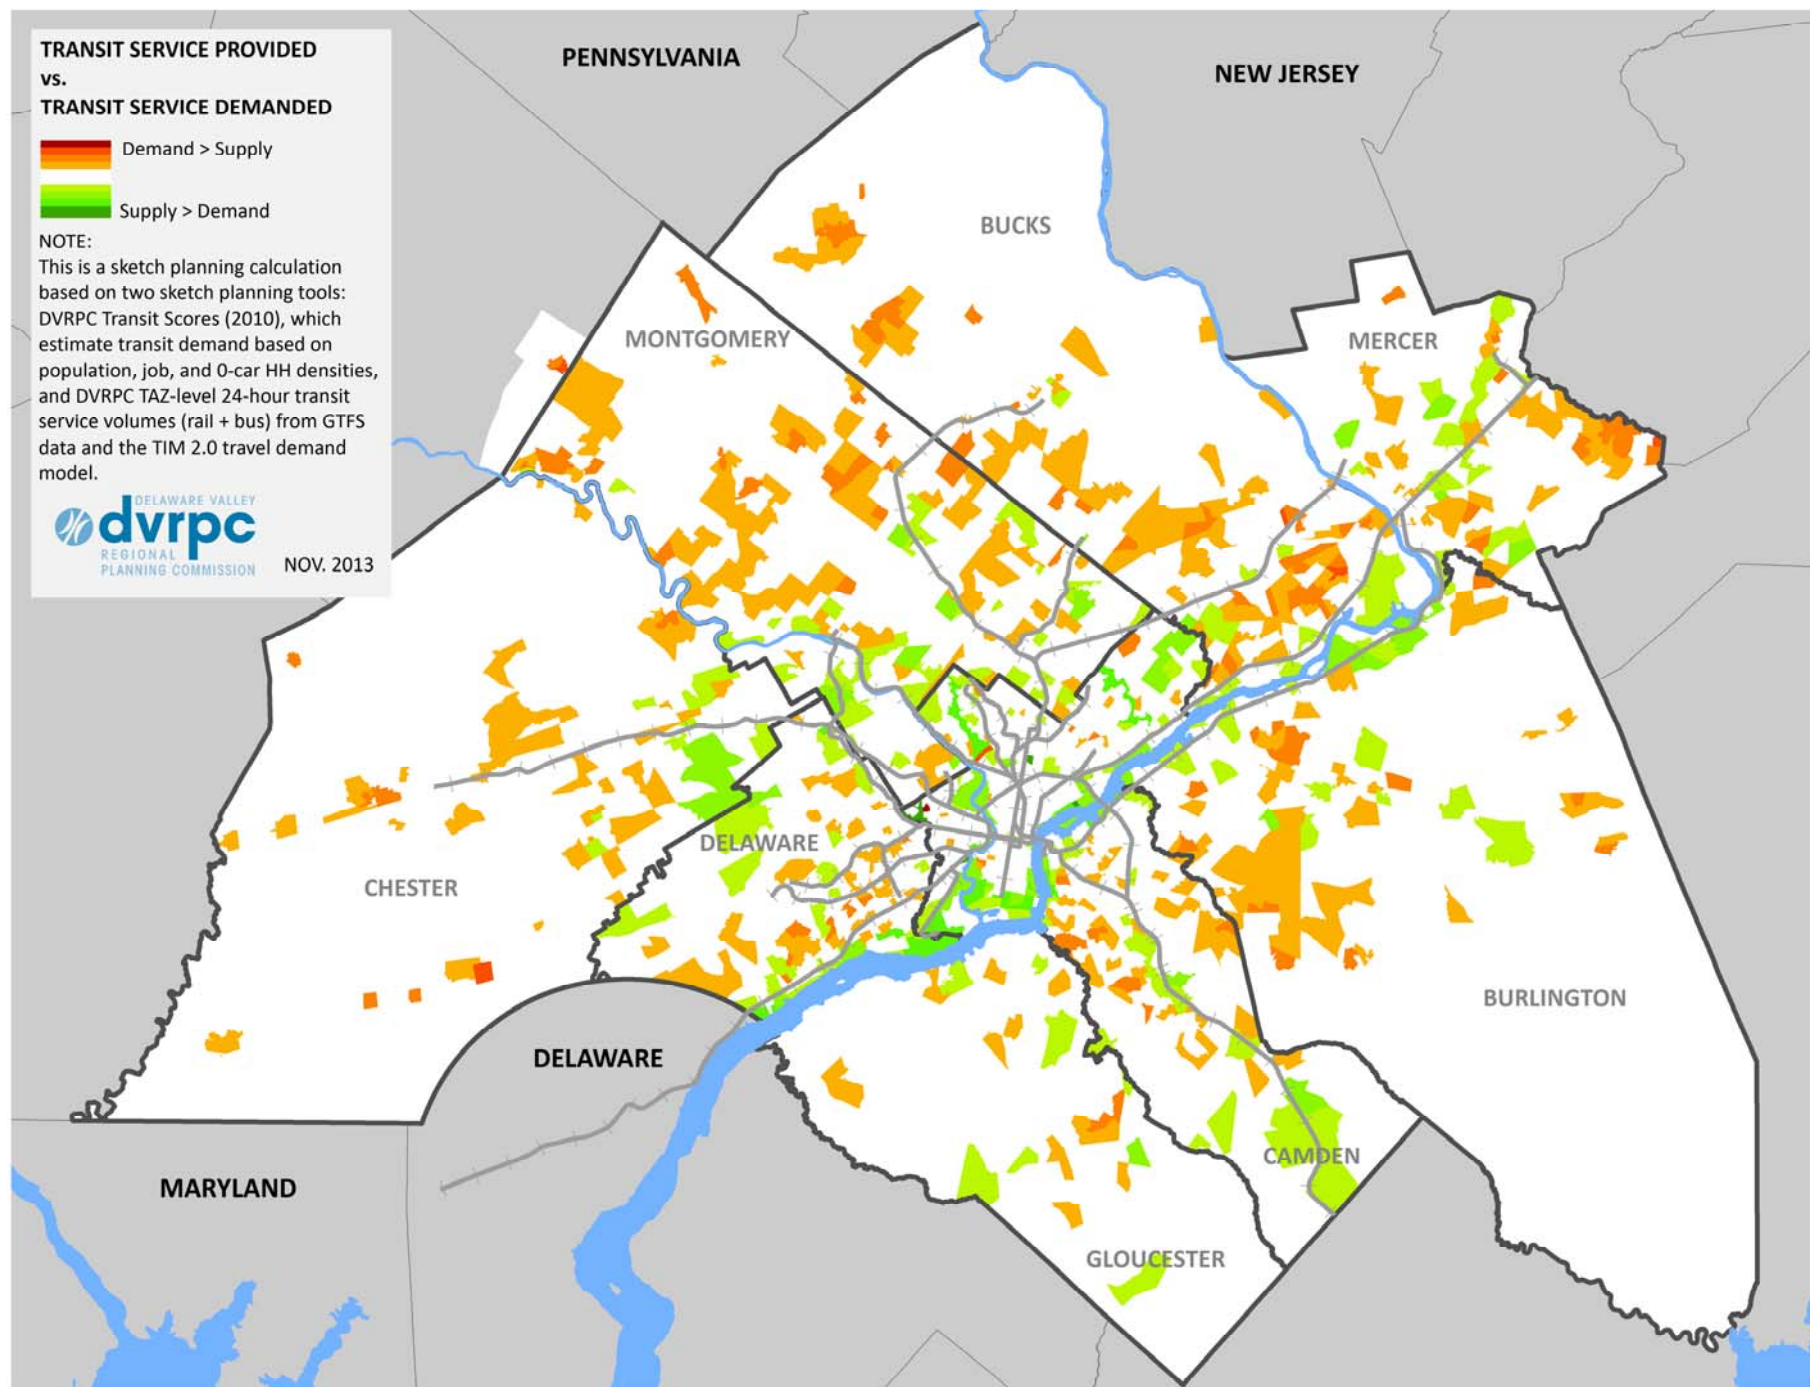 TRANSIT SERVICE PROVIDED
vs.
TRANSIT SERVICE DEMANDED
Demand > Supply
Supply > Demand
NOTE:
This is a sketch planning calculation
based on two sketch planning tools:
DVRPC Transit Scores (2010), which
estimate transit demand based on
population, job, and 0-car HH densities,
and DVRPC TAZ-level 24-hour transit
service volumes (rail + bus) from GTFS
data and the TIM 2.0 travel demand
model.
DELAWARE VALLEY
dvrpc
REGIONAL
PLANNING COMMISSION
NOV. 2013
PENNSYLVANIA
NEW JERSEY
BUCKS
MONTGOMERY
MERCER
DELAWARE
CHESTER
BURLINGTON
DELAWARE
CAMDEN
MARYLAND
GLOUCESTER